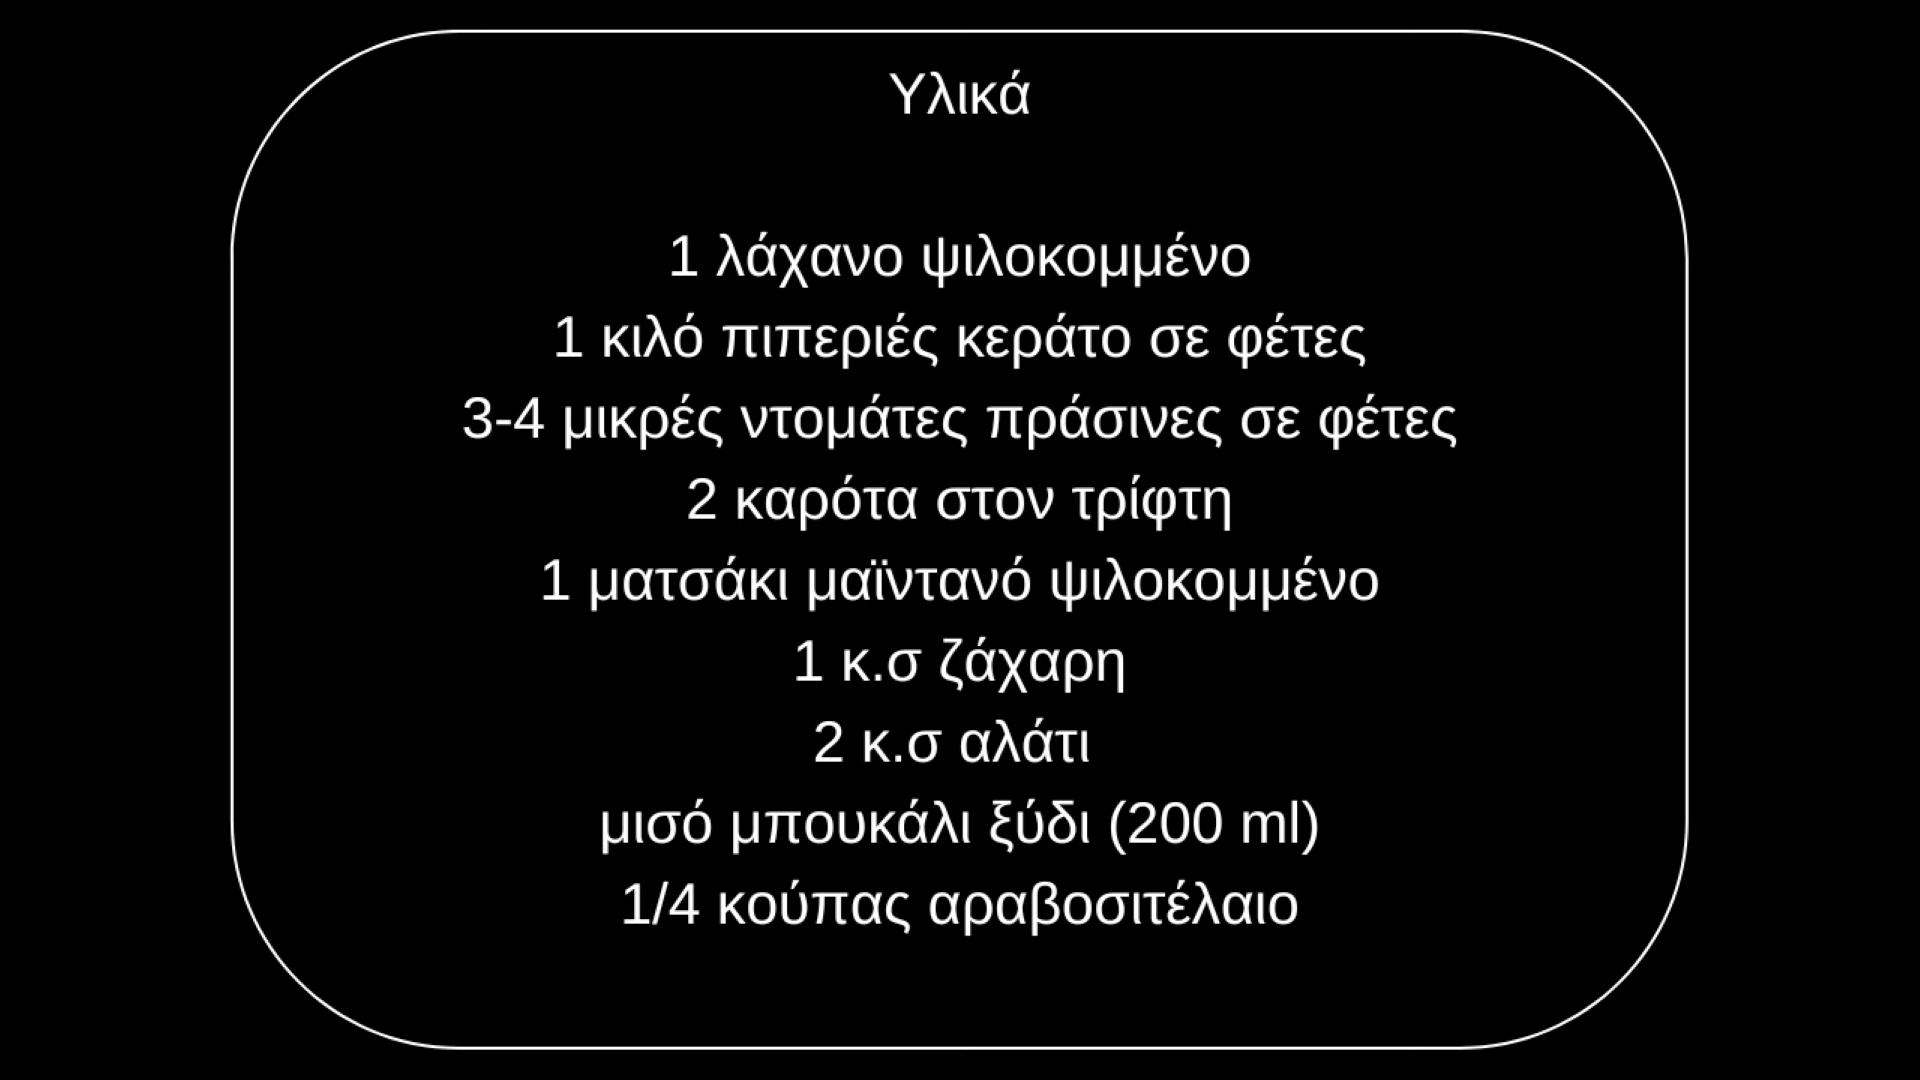 Υλικά
1 λάχανο ψιλοκομμένο
1 κιλό πιπεριές κεράτο σε φέτες
3-4 μικρές ντομάτες πράσινες σε φέτες
2 καρότα στον τρίφτη
1 ματσάκι μαϊντανό ψιλοκομμένο
1 κ.σ ζάχαρη
2 κ.σ αλάτι
μισό μπουκάλι ξύδι (200 ml)
1/4 κούπας αραβοσιτέλαιο